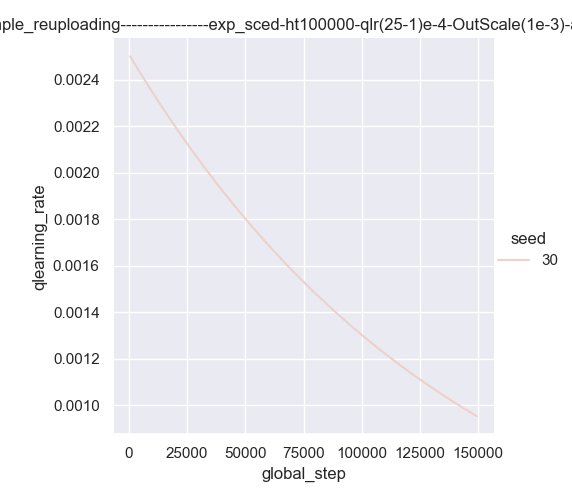 ple_reuploading---------------exp_sced-ht100000-qlr(25-1)e-4-OutScale(1e-3)-
0.0024
0.0022
0.0020
0.0018
0.0016
0.0014
0.0012
0.0010
qlearning_rate
0 25000 50000 75000 100000 125000 150000
global_step
seed
30